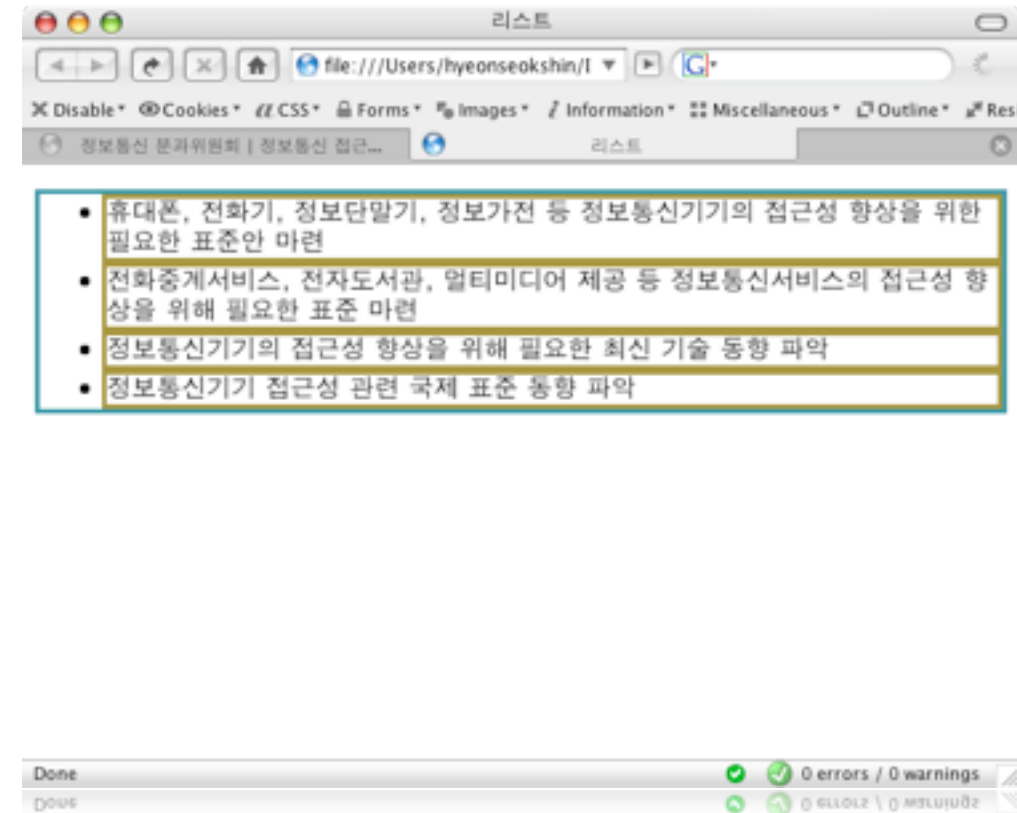 리스트
file:///Users/hyeonseokshin/I
G
Disable Cookies CSS Forms Images Information Miscellaneous Outline Res
정보통신 분과위원회 | 정보통신 접근... 리스트
휴대폰, 전화기, 정보단말기, 정보가전 등 정보통신기기의 접근성 향상을 위한
필요한 표준안 마련
전화중계서비스, 전자도서관, 멀티미디어 제공 등 정보통신서비스의 접근성 향
상을 위해 필요한 표준 마련
정보통신기기의 접근성 향상을 위해 필요한 최신 기술 동향 파악
정보통신기기 접근성 관련 국제 표준 동향 파악
Done 0 errors / 0 warnings